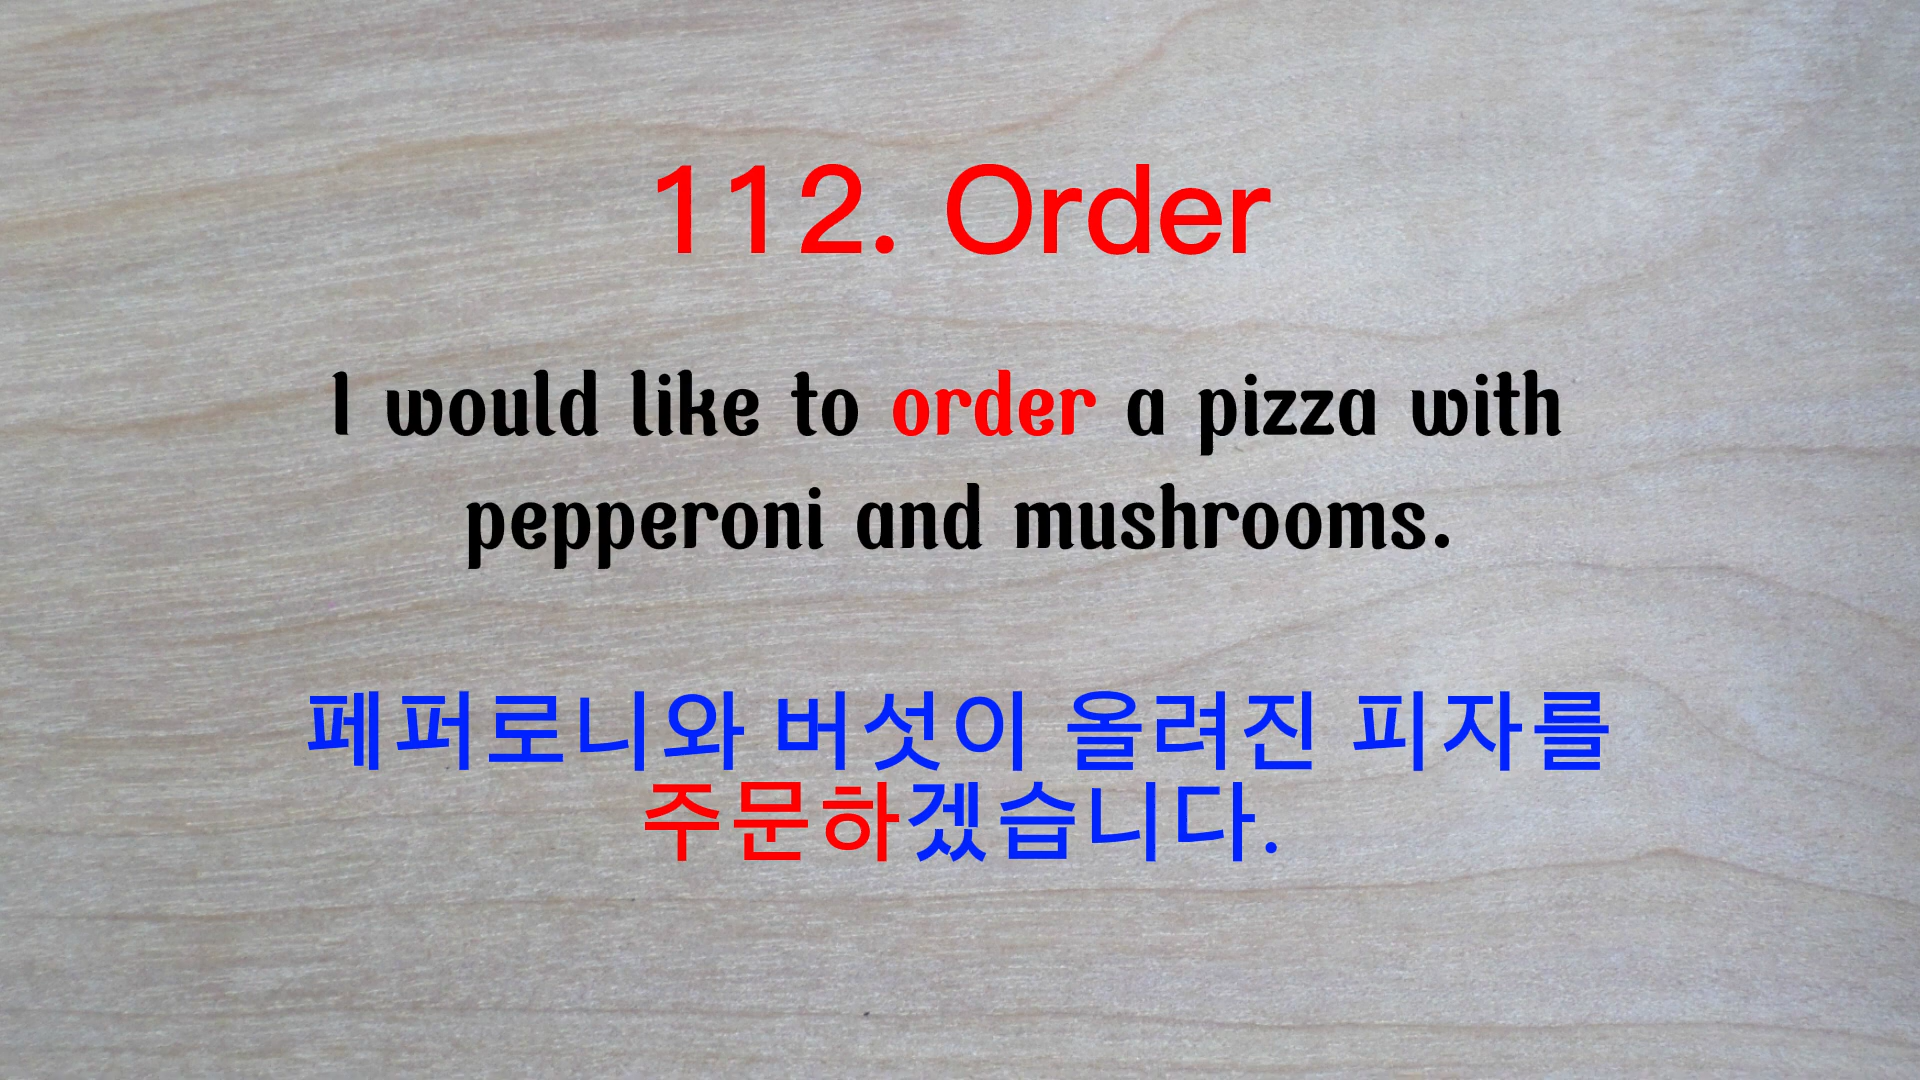 112. Order
I would like to order a pizza with
pepperoni and mushrooms.
페퍼로니와 버섯이 올려진 피자를
주문하겠습니다.